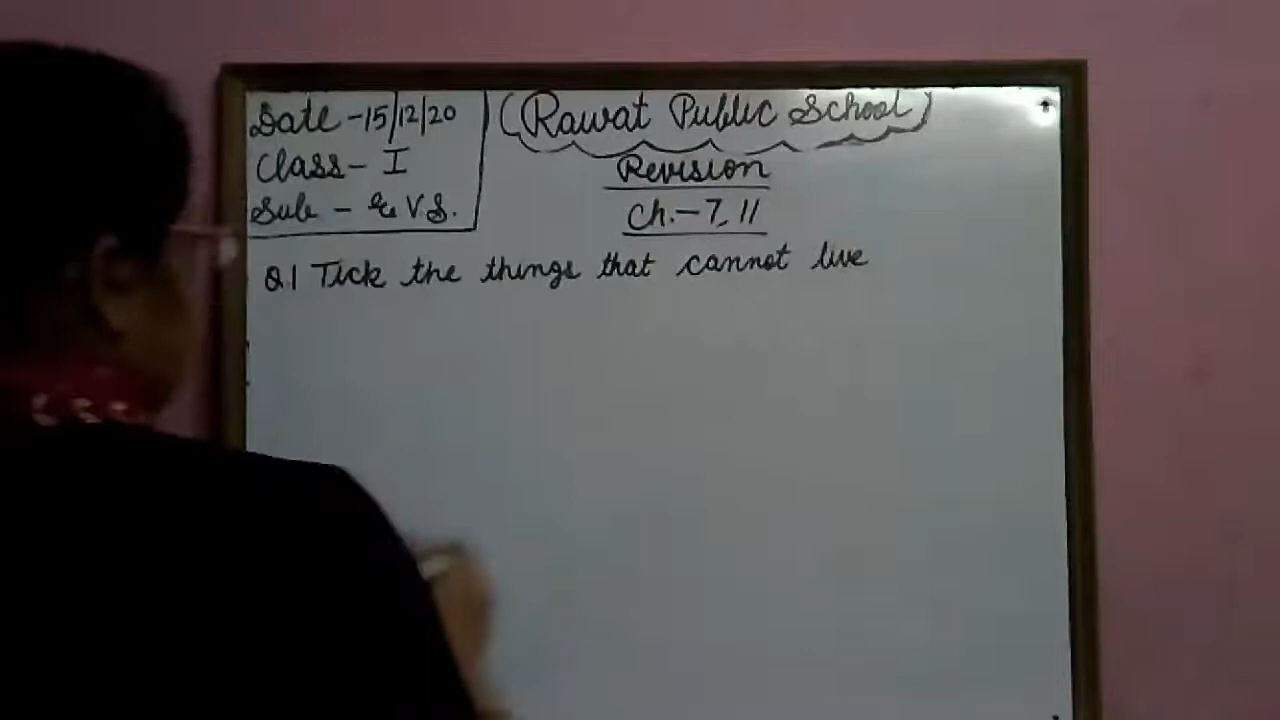 Date - 15/12/20
(Rawat Public School)
Class - I
Revision
Sub - E.V.S.
Ch. - 7, 11
Q.1 Tick the things that cannot live